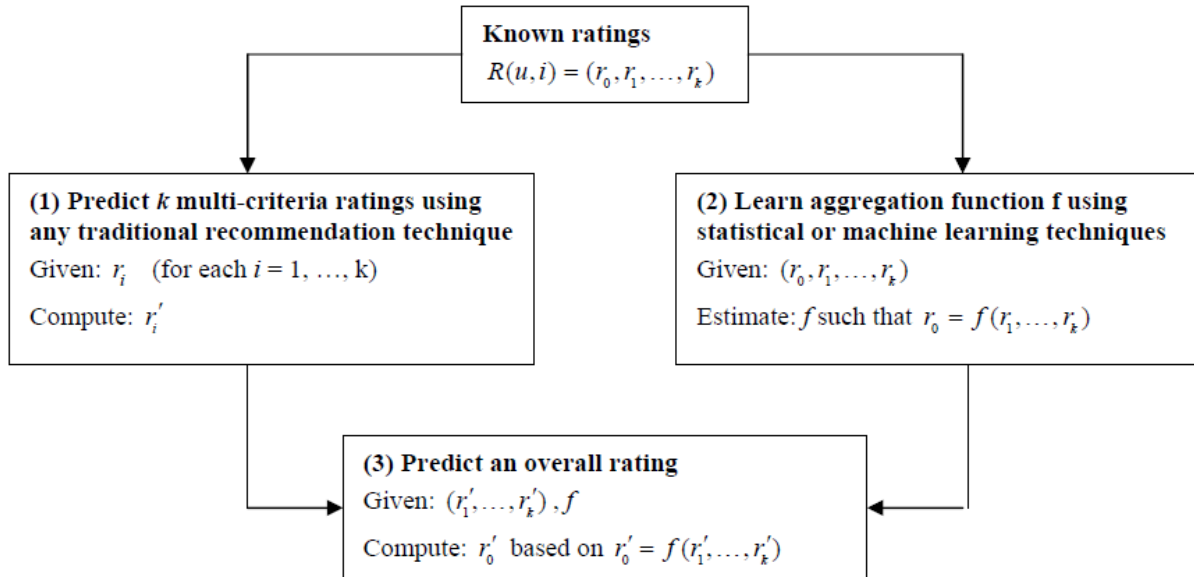 Known ratings
R(u,i) = (r₀, r₁, …, rₖ)
(1) Predict k multi-criteria ratings using
any traditional recommendation technique
Given: rᵢ (for each i = 1, …, k)
Compute: rᵢ′
(2) Learn aggregation function f using
statistical or machine learning techniques
Given: (r₀, r₁, …, rₖ)
Estimate: f such that r₀ = f(r₁, …, rₖ)
(3) Predict an overall rating
Given: (r₁′, …, rₖ′) , f
Compute: r₀′ based on r₀′ = f(r₁′, …, rₖ′)